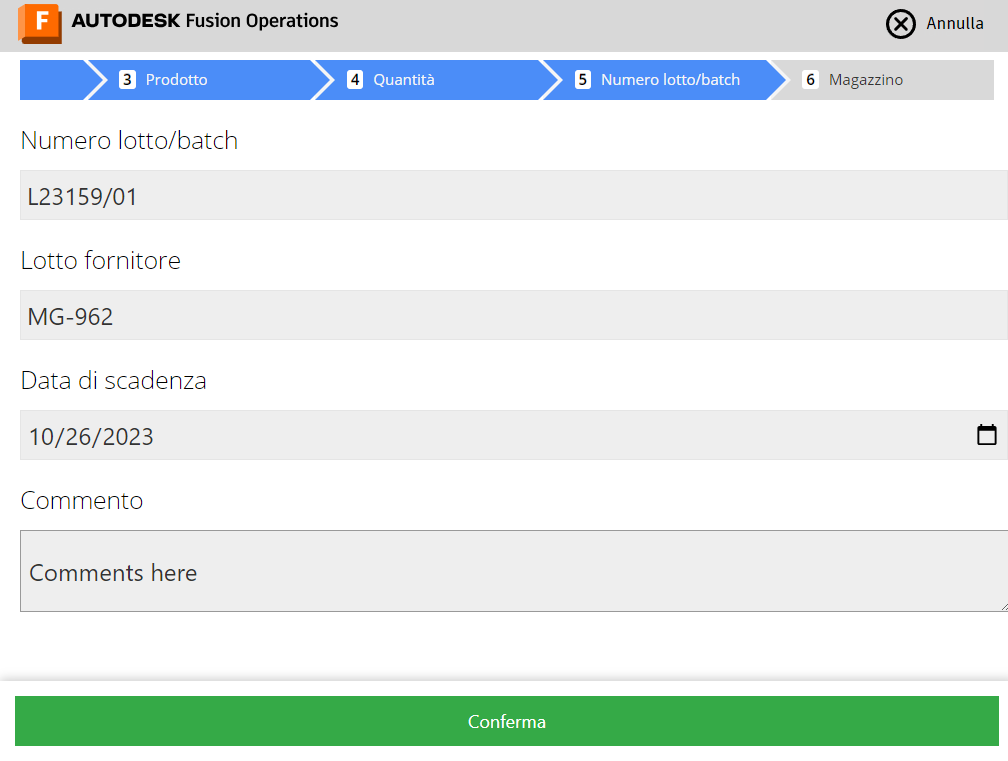 F AUTODESK Fusion Operations Annulla
3 Prodotto 4 Quantità 5 Numero lotto/batch 6 Magazzino
Numero lotto/batch
L23159/01
Lotto fornitore
MG-962
Data di scadenza
10/26/2023
Commento
Comments here
Conferma